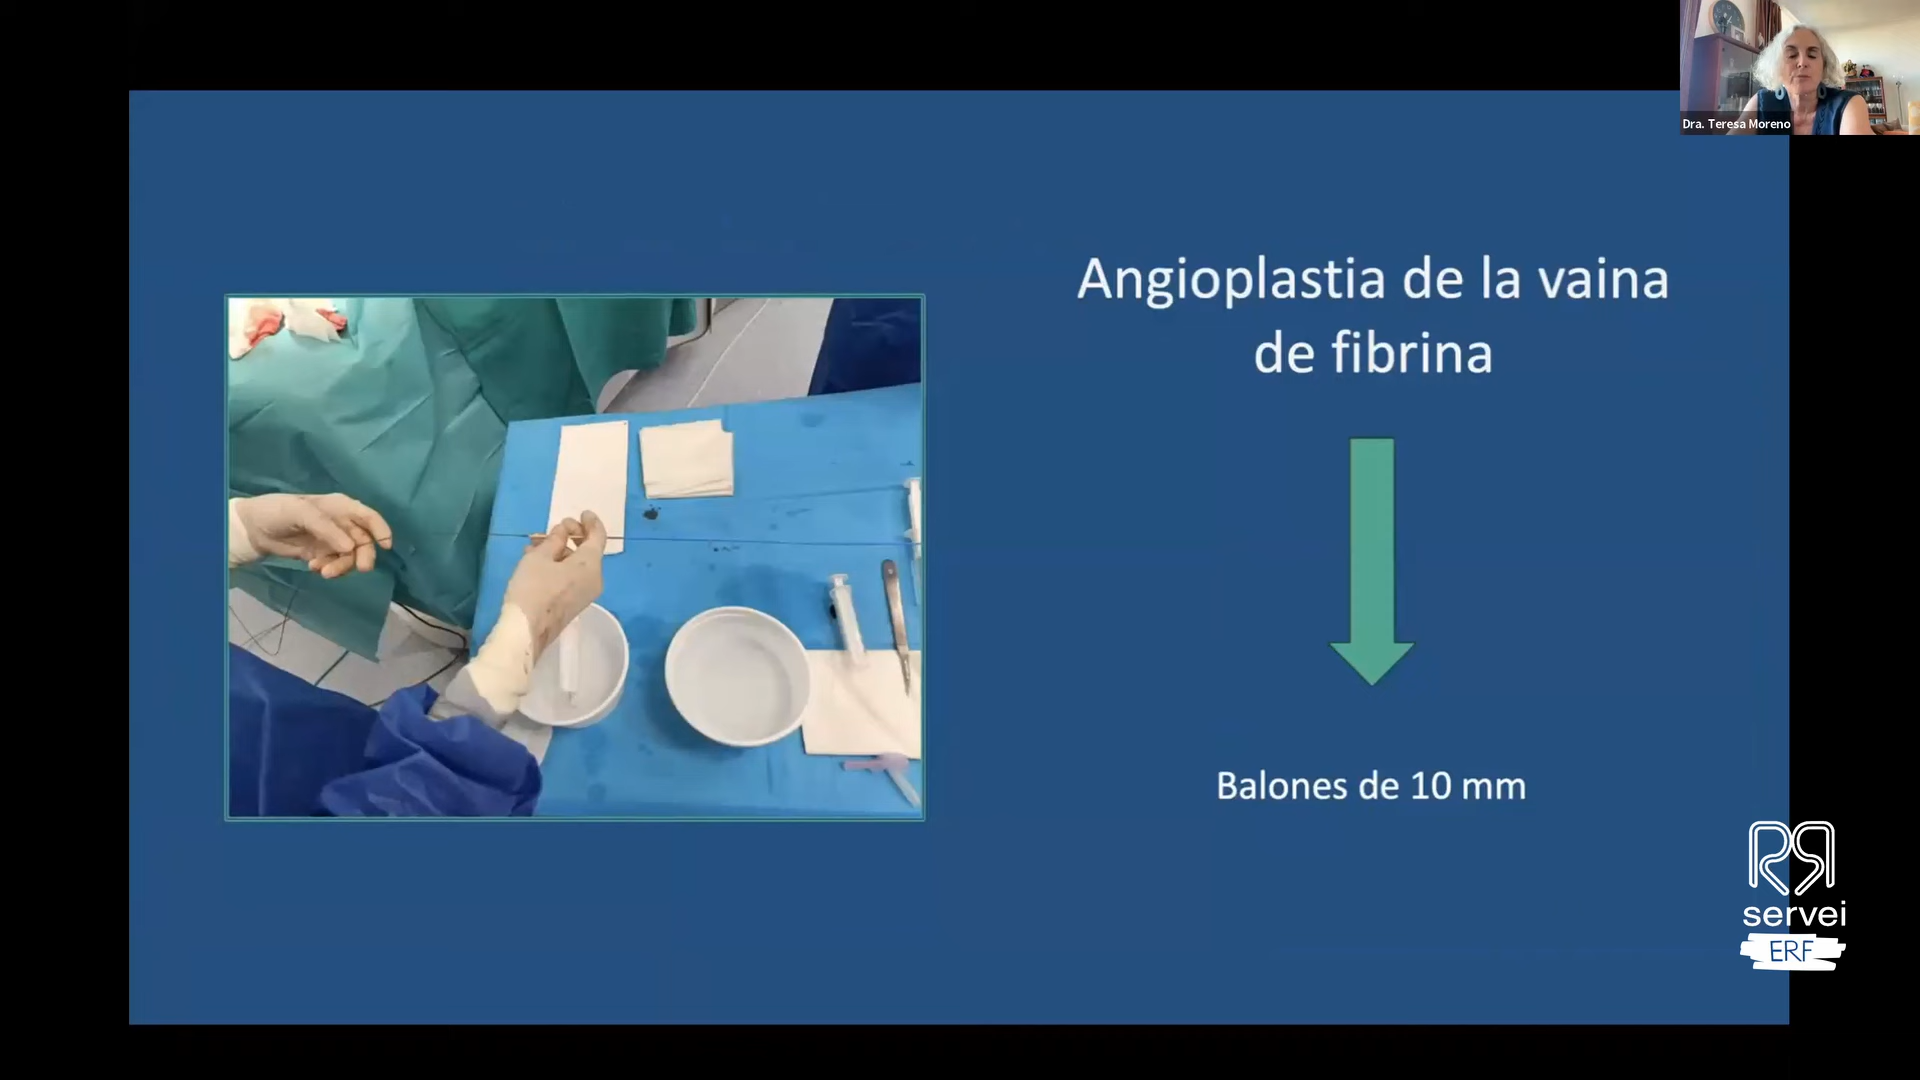 Dra. Teresa Moreno
Angioplastia de la vaina
de fibrina
Balones de 10 mm
servei
ERF